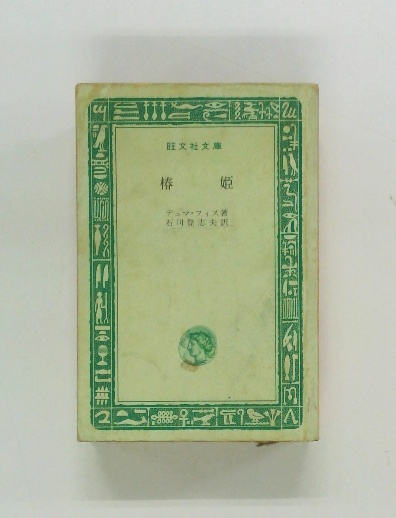 旺文社文庫
椿　姫
デュマ・フィス著
石川登志夫訳